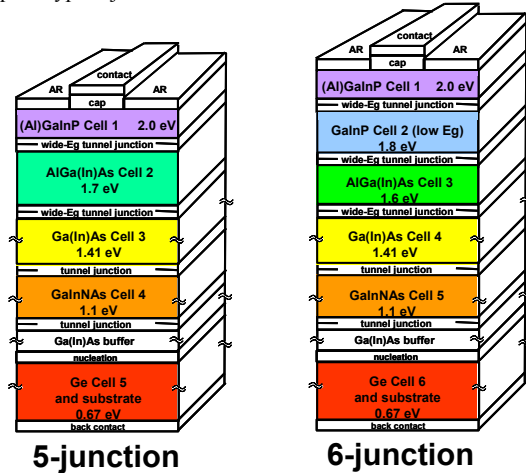 contact
AR
AR
cap
(Al)GaInP Cell 1 2.0 eV
wide-Eg tunnel junction
AlGa(In)As Cell 2
1.7 eV
wide-Eg tunnel junction
Ga(In)As Cell 3
1.41 eV
tunnel junction
GaInNAs Cell 4
1.1 eV
tunnel junction
Ga(In)As buffer
nucleation
Ge Cell 5
and substrate
0.67 eV
back contact
5-junction
contact
AR
AR
cap
(Al)GaInP Cell 1 2.0 eV
wide-Eg tunnel junction
GaInP Cell 2 (low Eg)
1.8 eV
wide-Eg tunnel junction
AlGa(In)As Cell 3
1.6 eV
wide-Eg tunnel junction
Ga(In)As Cell 4
1.41 eV
tunnel junction
GaInNAs Cell 5
1.1 eV
tunnel junction
Ga(In)As buffer
nucleation
Ge Cell 6
and substrate
0.67 eV
back contact
6-junction